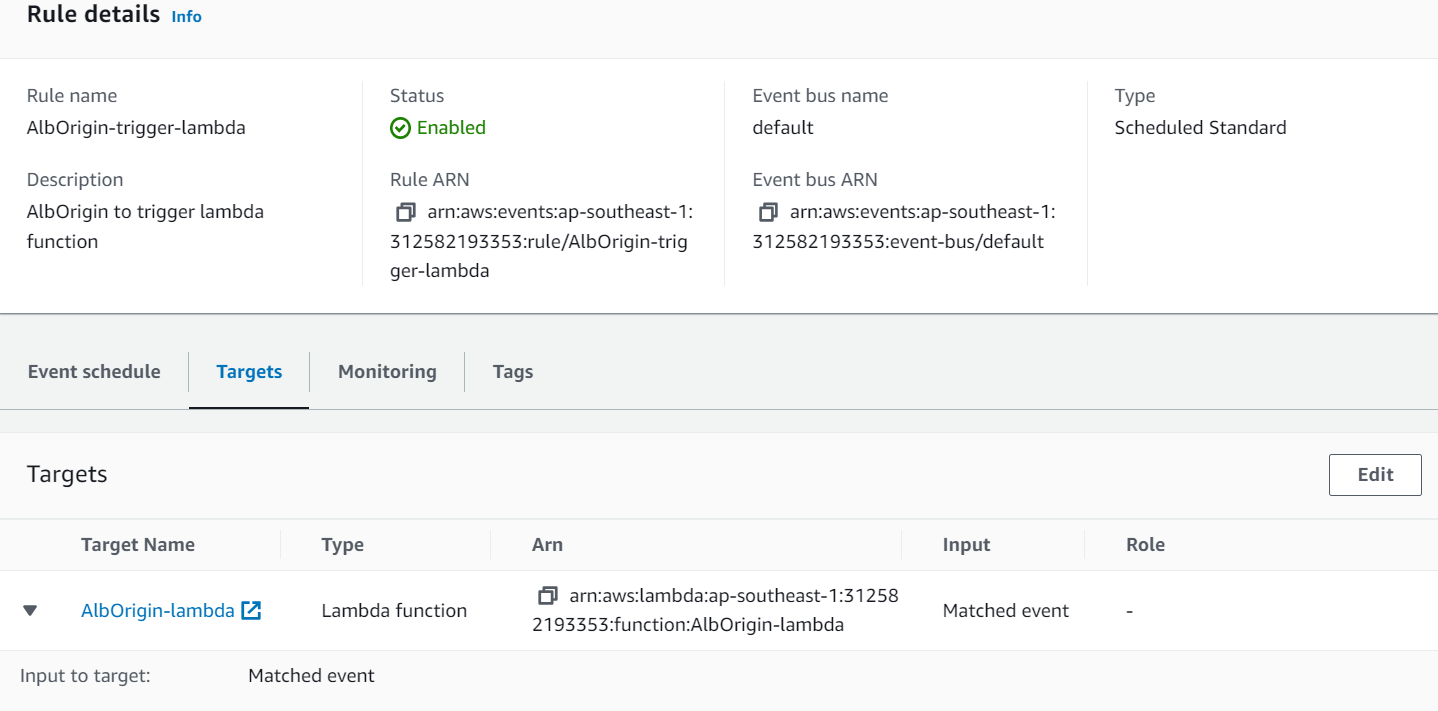 Rule details Info
Rule name
AlbOrigin-trigger-lambda
Description
AlbOrigin to trigger lambda
function
Status
Enabled
Rule ARN
arn:aws:events:ap-southeast-1:
312582193353:rule/AlbOrigin-trig
ger-lambda
Event bus name
default
Event bus ARN
arn:aws:events:ap-southeast-1:
312582193353:event-bus/default
Type
Scheduled Standard
Event schedule Targets Monitoring Tags
Targets Edit
Target Name Type Arn Input Role
AlbOrigin-lambda
Lambda function
arn:aws:lambda:ap-southeast-1:31258
2193353:function:AlbOrigin-lambda
Matched event
-
Input to target: Matched event